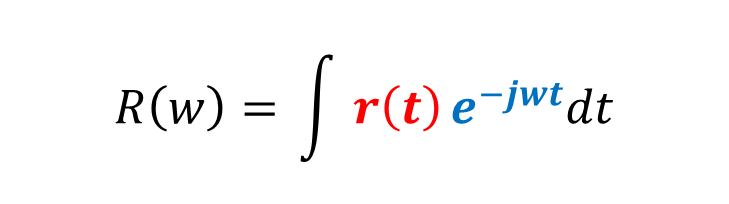 R(w) = ∫ r(t) e^{-jwt} dt